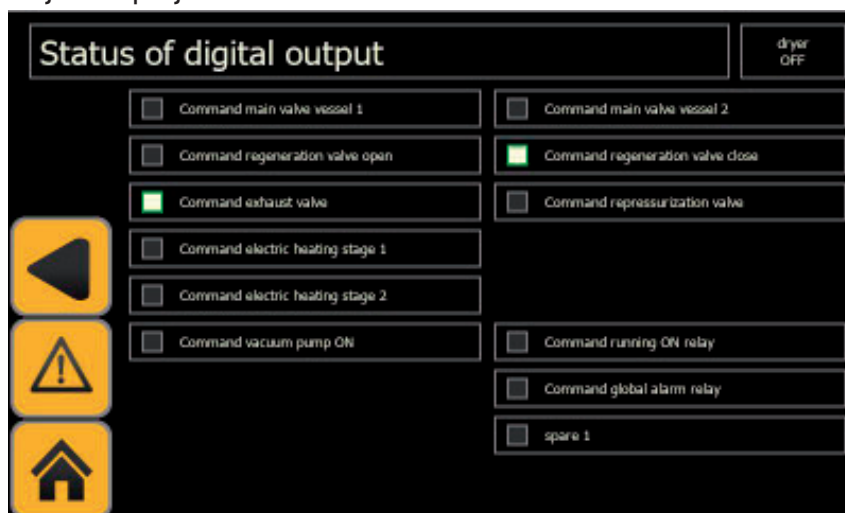 Status of digital output
dryer
OFF
Command main valve vessel 1
Command main valve vessel 2
Command regeneration valve open
Command regeneration valve close
Command exhaust valve
Command repressurization valve
Command electric heating stage 1
Command electric heating stage 2
Command vacuum pump ON
Command running ON relay
Command global alarm relay
spare 1